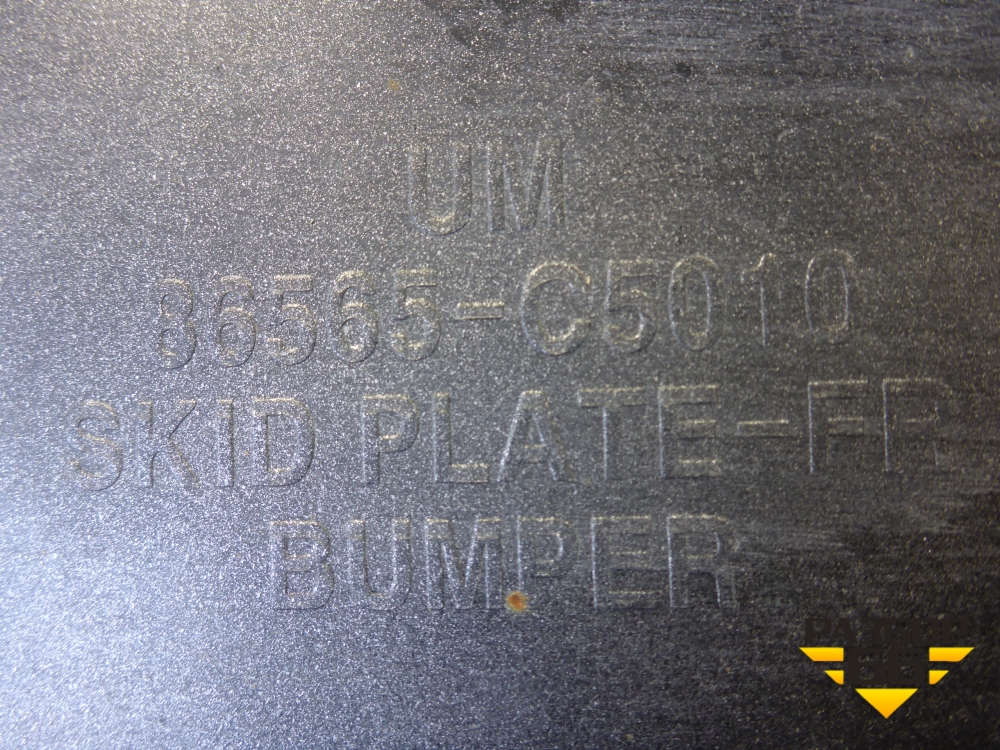 UM
86565-C5010
SKID PLATE-FR
BUMPER